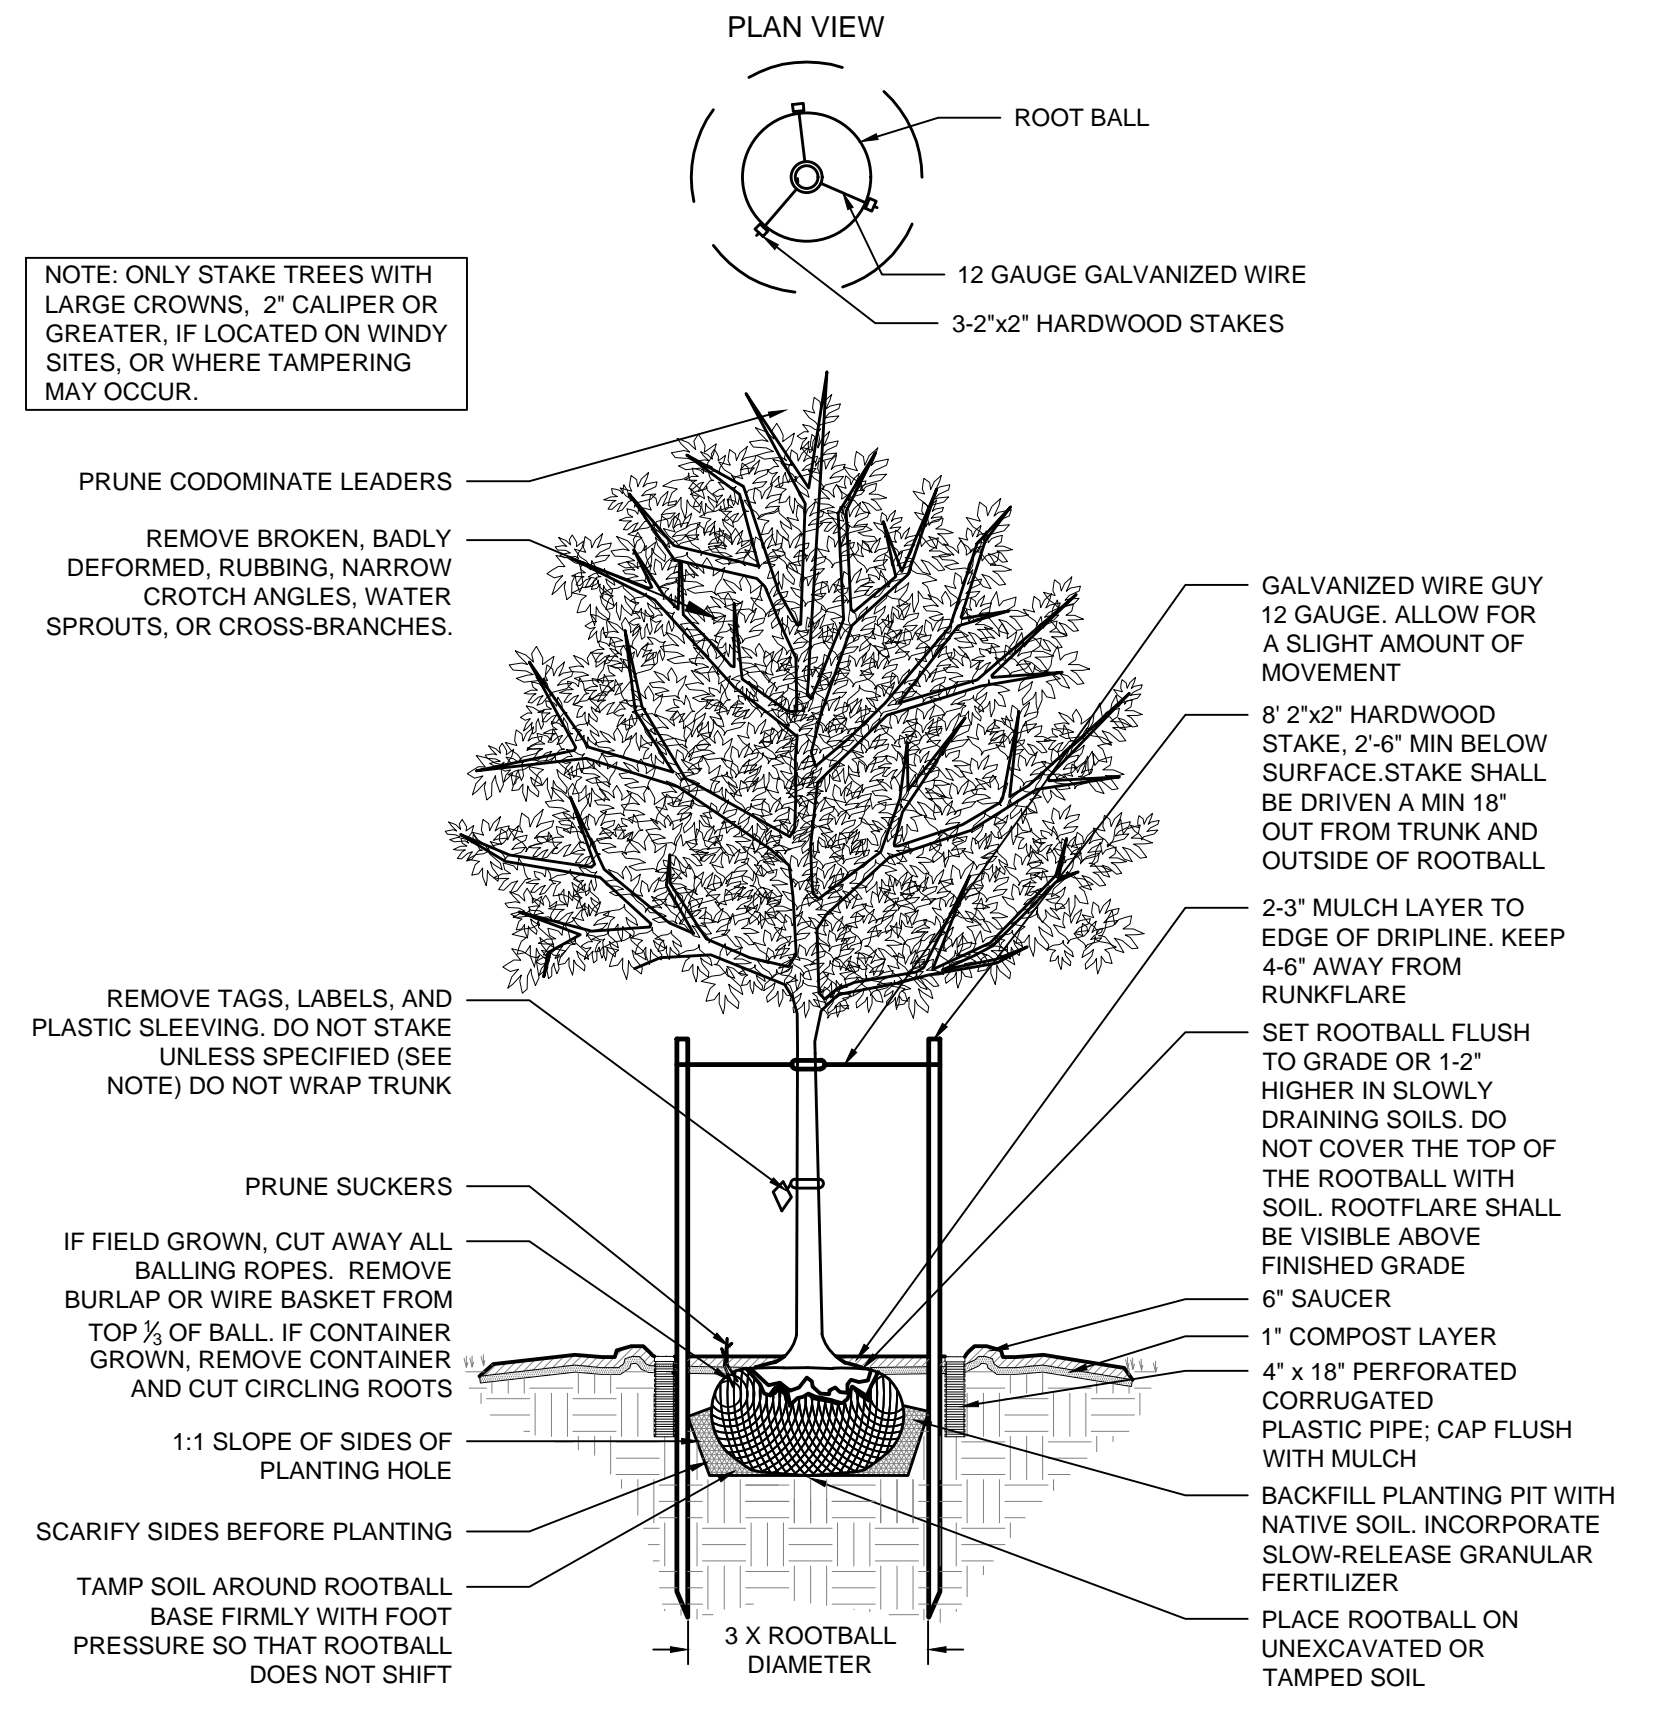 PLAN VIEW
ROOT BALL
12 GAUGE GALVANIZED WIRE
3-2"x2" HARDWOOD STAKES
NOTE: ONLY STAKE TREES WITH
LARGE CROWNS, 2" CALIPER OR
GREATER, IF LOCATED ON WINDY
SITES, OR WHERE TAMPERING
MAY OCCUR.
PRUNE CODOMINATE LEADERS
REMOVE BROKEN, BADLY
DEFORMED, RUBBING, NARROW
CROTCH ANGLES, WATER
SPROUTS, OR CROSS-BRANCHES.
REMOVE TAGS, LABELS, AND
PLASTIC SLEEVING. DO NOT STAKE
UNLESS SPECIFIED (SEE
NOTE) DO NOT WRAP TRUNK
PRUNE SUCKERS
IF FIELD GROWN, CUT AWAY ALL
BALLING ROPES. REMOVE
BURLAP OR WIRE BASKET FROM
TOP ⅓ OF BALL. IF CONTAINER
GROWN, REMOVE CONTAINER
AND CUT CIRCLING ROOTS
1:1 SLOPE OF SIDES OF
PLANTING HOLE
SCARIFY SIDES BEFORE PLANTING
TAMP SOIL AROUND ROOTBALL
BASE FIRMLY WITH FOOT
PRESSURE SO THAT ROOTBALL
DOES NOT SHIFT
3 X ROOTBALL
DIAMETER
GALVANIZED WIRE GUY
12 GAUGE. ALLOW FOR
A SLIGHT AMOUNT OF
MOVEMENT
8' 2"x2" HARDWOOD
STAKE, 2'-6" MIN BELOW
SURFACE.STAKE SHALL
BE DRIVEN A MIN 18"
OUT FROM TRUNK AND
OUTSIDE OF ROOTBALL
2-3" MULCH LAYER TO
EDGE OF DRIPLINE. KEEP
4-6" AWAY FROM
RUNKFLARE
SET ROOTBALL FLUSH
TO GRADE OR 1-2"
HIGHER IN SLOWLY
DRAINING SOILS. DO
NOT COVER THE TOP OF
THE ROOTBALL WITH
SOIL. ROOTFLARE SHALL
BE VISIBLE ABOVE
FINISHED GRADE
6" SAUCER
1" COMPOST LAYER
4" x 18" PERFORATED
CORRUGATED
PLASTIC PIPE; CAP FLUSH
WITH MULCH
BACKFILL PLANTING PIT WITH
NATIVE SOIL. INCORPORATE
SLOW-RELEASE GRANULAR
FERTILIZER
PLACE ROOTBALL ON
UNEXCAVATED OR
TAMPED SOIL